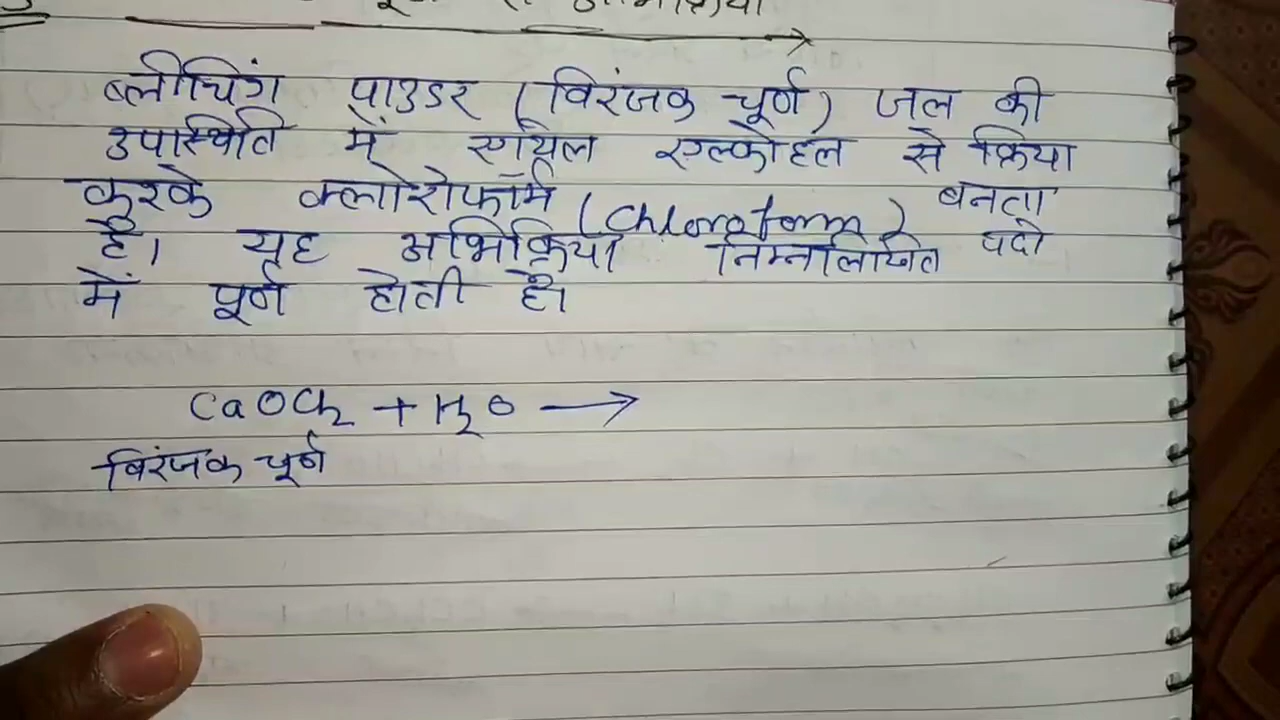 ब्लीचिंग पाउडर (विरंजक चूर्ण) जल की
उपस्थिति में एथिल एल्कोहल से क्रिया
करके क्लोरोफॉर्म (Chloroform) बनता
है। यह अभिक्रिया निम्नलिखित पदो
में पूर्ण होती है।
CaOCl₂ + H₂O ⟶
विरंजक चूर्ण